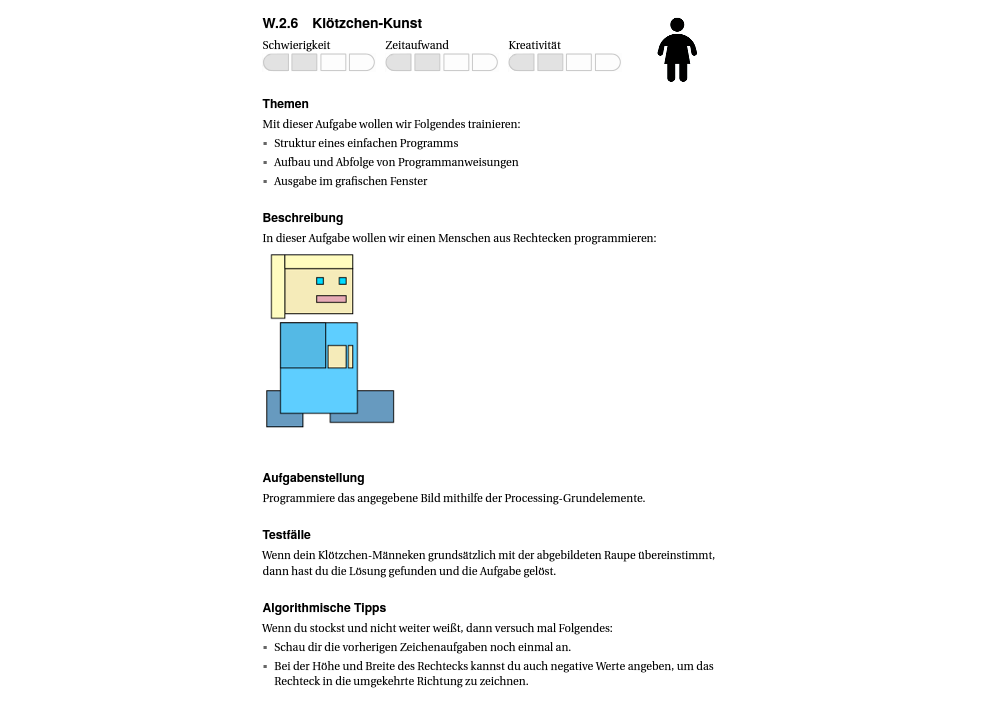 W.2.6 Klötzchen-Kunst
Schwierigkeit Zeitaufwand Kreativität
Themen
Mit dieser Aufgabe wollen wir Folgendes trainieren:
▪ Struktur eines einfachen Programms
▪ Aufbau und Abfolge von Programmanweisungen
▪ Ausgabe im grafischen Fenster
Beschreibung
In dieser Aufgabe wollen wir einen Menschen aus Rechtecken programmieren:
Aufgabenstellung
Programmiere das angegebene Bild mithilfe der Processing-Grundelemente.
Testfälle
Wenn dein Klötzchen-Männeken grundsätzlich mit der abgebildeten Raupe übereinstimmt,
dann hast du die Lösung gefunden und die Aufgabe gelöst.
Algorithmische Tipps
Wenn du stockst und nicht weiter weißt, dann versuch mal Folgendes:
▪ Schau dir die vorherigen Zeichenaufgaben noch einmal an.
▪ Bei der Höhe und Breite des Rechtecks kannst du auch negative Werte angeben, um das
Rechteck in die umgekehrte Richtung zu zeichnen.